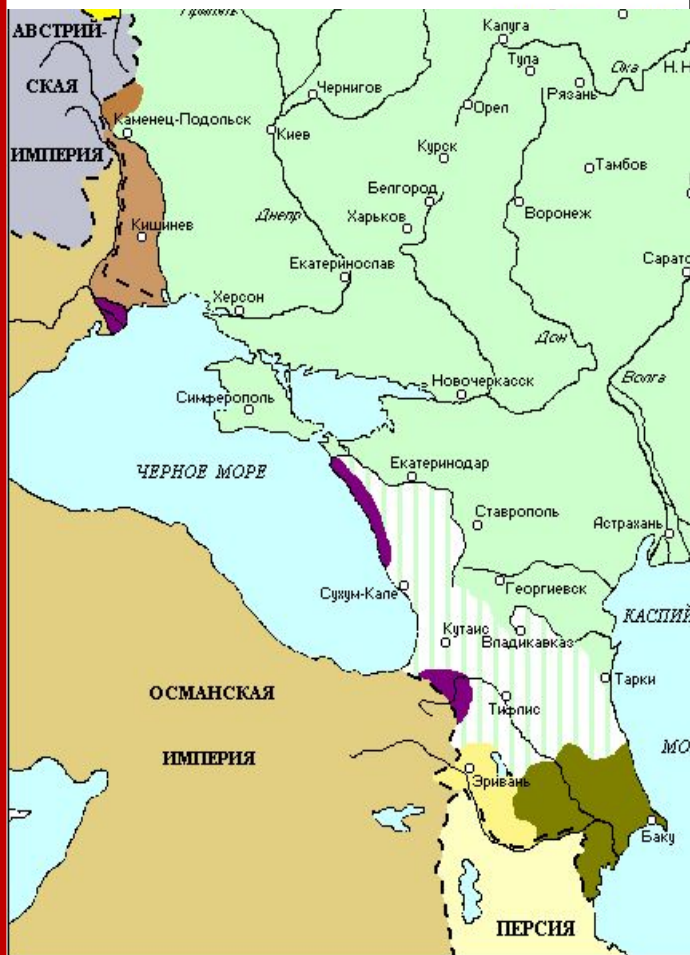 Припять
АВСТРИЙ-
СКАЯ
ИМПЕРИЯ
Калуга
Тула
Ока
Н.Н
Рязань
Чернигов
Орел
Каменец-Подольск
Киев
Курск
Тамбов
Белгород
Днепр
Харьков
Воронеж
Кишинев
Екатеринослав
Сарато
Херсон
Дон
Волга
Новочеркасск
Симферополь
ЧЕРНОЕ МОРЕ
Екатеринодар
Ставрополь
Астрахань
Сухум-Кале
Георгиевск
КАСПИЙ
Кутаис
Владикавказ
Тарки
ОСМАНСКАЯ
Тифлис
ИМПЕРИЯ
МО
Эривань
Баку
ПЕРСИЯ